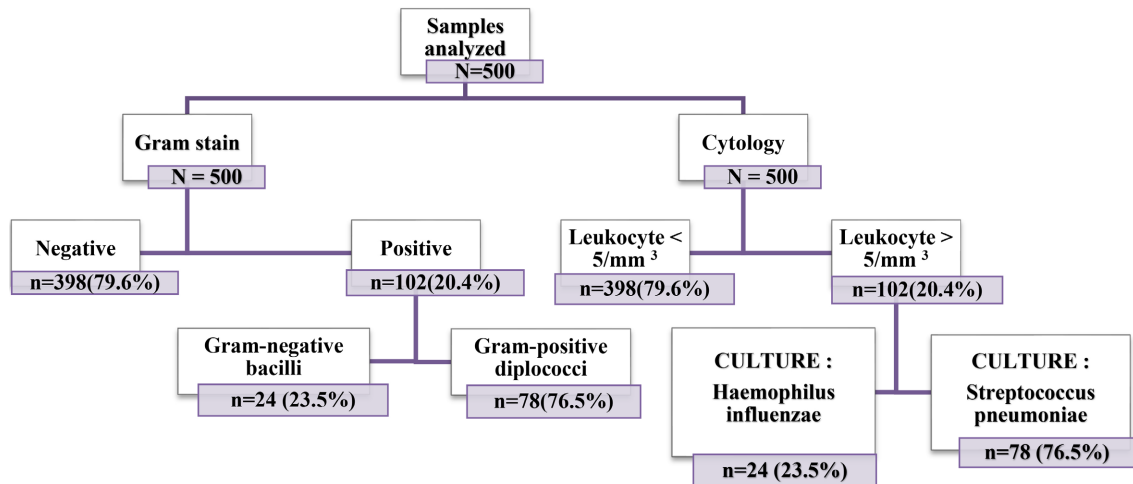 Samples
analyzed
N=500
Gram stain
N = 500
Cytology
N = 500
Negative
n=398(79.6%)
Positive
n=102(20.4%)
Leukocyte <
5/mm ³
n=398(79.6%)
Leukocyte >
5/mm ³
n=102(20.4%)
Gram-negative
bacilli
n=24 (23.5%)
Gram-positive
diplococci
n=78(76.5%)
CULTURE :
Haemophilus
influenzae
n=24 (23.5%)
CULTURE :
Streptococcus
pneumoniae
n=78 (76.5%)